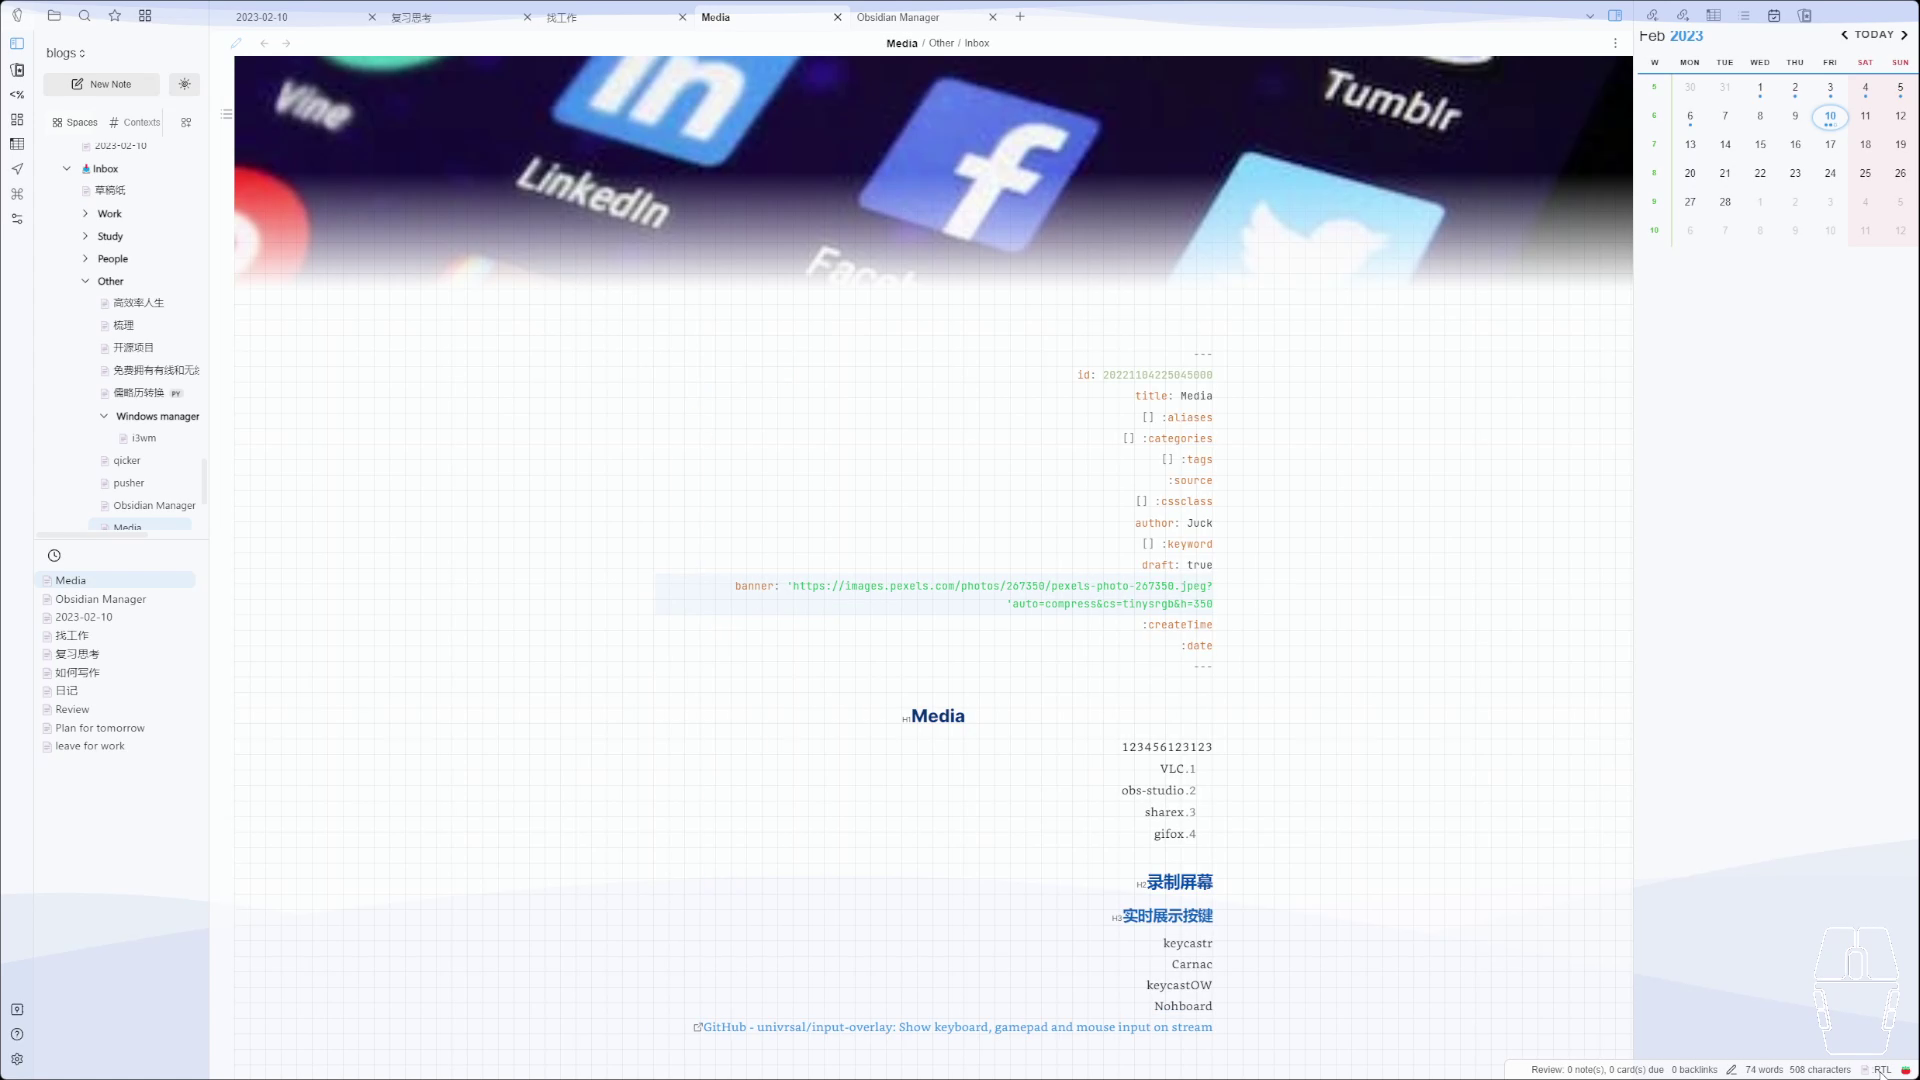 2023-02-10
复习思考
找工作
Media
Obsidian Manager
Media / Other / Inbox
blogs
New Note
Spaces
# Contexts
2023-02-10
Inbox
草稿纸
Work
Study
People
Other
高效率人生
梳理
开源项目
免费拥有有线和无
儒略历转换 PY
Windows manager
i3wm
qicker
pusher
Obsidian Manager
Media
Media
Obsidian Manager
2023-02-10
找工作
复习思考
如何写作
日记
Review
Plan for tomorrow
leave for work
Vine
LinkedIn
Facebook
Tumblr
---
id: 20221104225045000
title: Media
[] :aliases
[] :categories
[] :tags
:source
[] :cssclass
author: Juck
[] :keyword
draft: true
banner: 'https://images.pexels.com/photos/267350/pexels-photo-267350.jpeg?
'auto=compress&cs=tinysrgb&h=350
:createTime
:date
---
H1 Media
123456123123
VLC.1
obs-studio.2
sharex.3
gifox.4
H2 录制屏幕
H3 实时展示按键
keycastr
Carnac
keycastOW
Nohboard
GitHub - univrsal/input-overlay: Show keyboard, gamepad and mouse input on stream
Feb 2023
TODAY
W MON TUE WED THU FRI SAT SUN
5 30 31 1 2 3 4 5
6 6 7 8 9 10 11 12
7 13 14 15 16 17 18 19
8 20 21 22 23 24 25 26
9 27 28 1 2 3 4 5
10 6 7 8 9 10 11 12
Review: 0 note(s), 0 card(s) due 0 backlinks 74 words 508 characters RTL